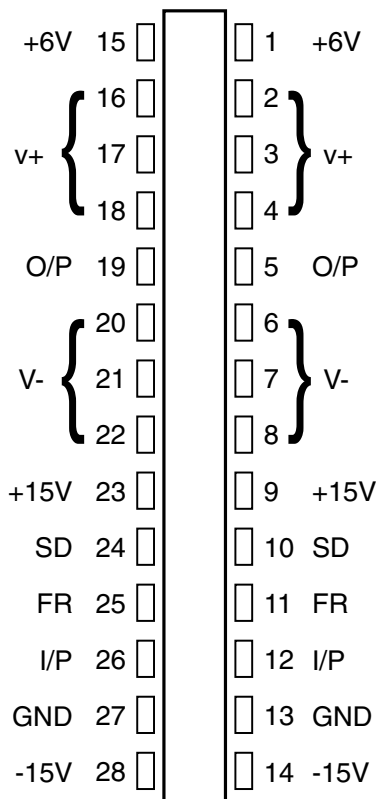 +6V 15 1 +6V
16 2
v+ 17 3 v+
18 4
O/P 19 5 O/P
20 6
V- 21 7 V-
22 8
+15V 23 9 +15V
SD 24 10 SD
FR 25 11 FR
I/P 26 12 I/P
GND 27 13 GND
-15V 28 14 -15V